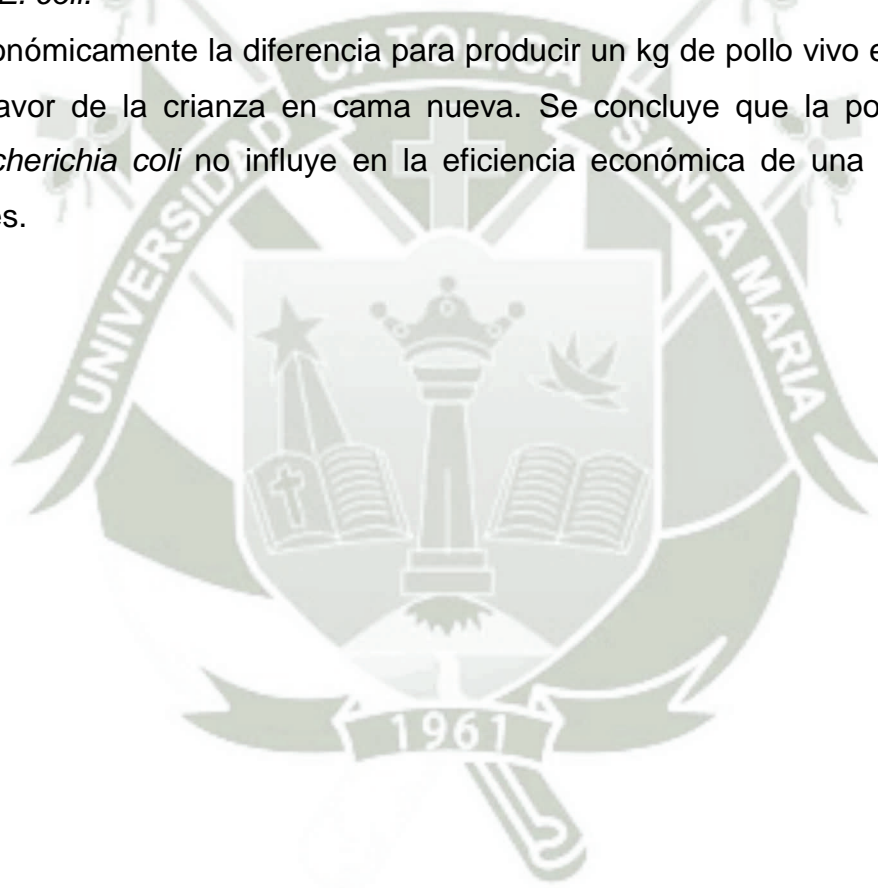 E. coli.
onómicamente la diferencia para producir un kg de pollo vivo e
avor de la crianza en cama nueva. Se concluye que la po
cherichia coli no influye en la eficiencia económica de una
es.
UNIVERSIDAD CATOLICA SANTA MARIA
1961